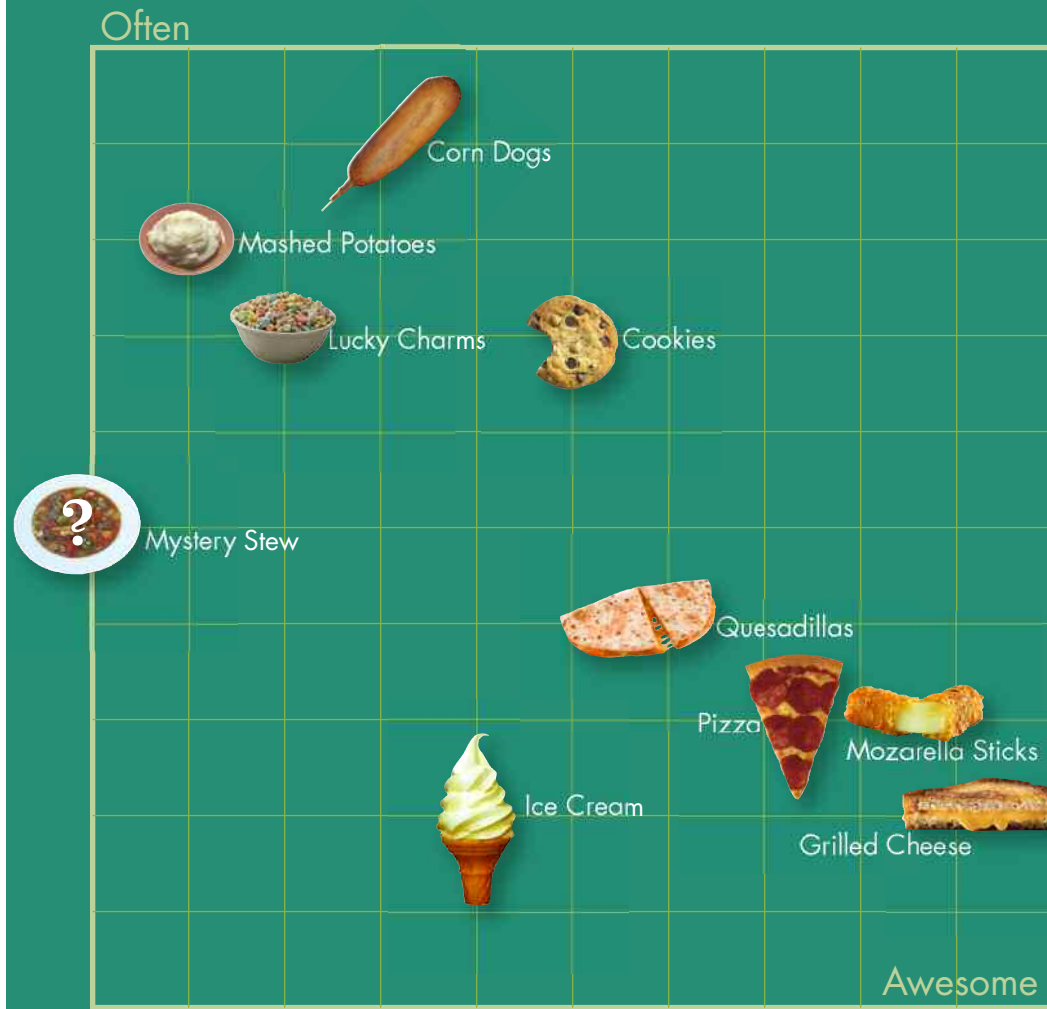 Often
Corn Dogs
Mashed Potatoes
Lucky Charms
Cookies
?
Mystery Stew
Quesadillas
Pizza
Mozarella Sticks
Ice Cream
Grilled Cheese
Awesome